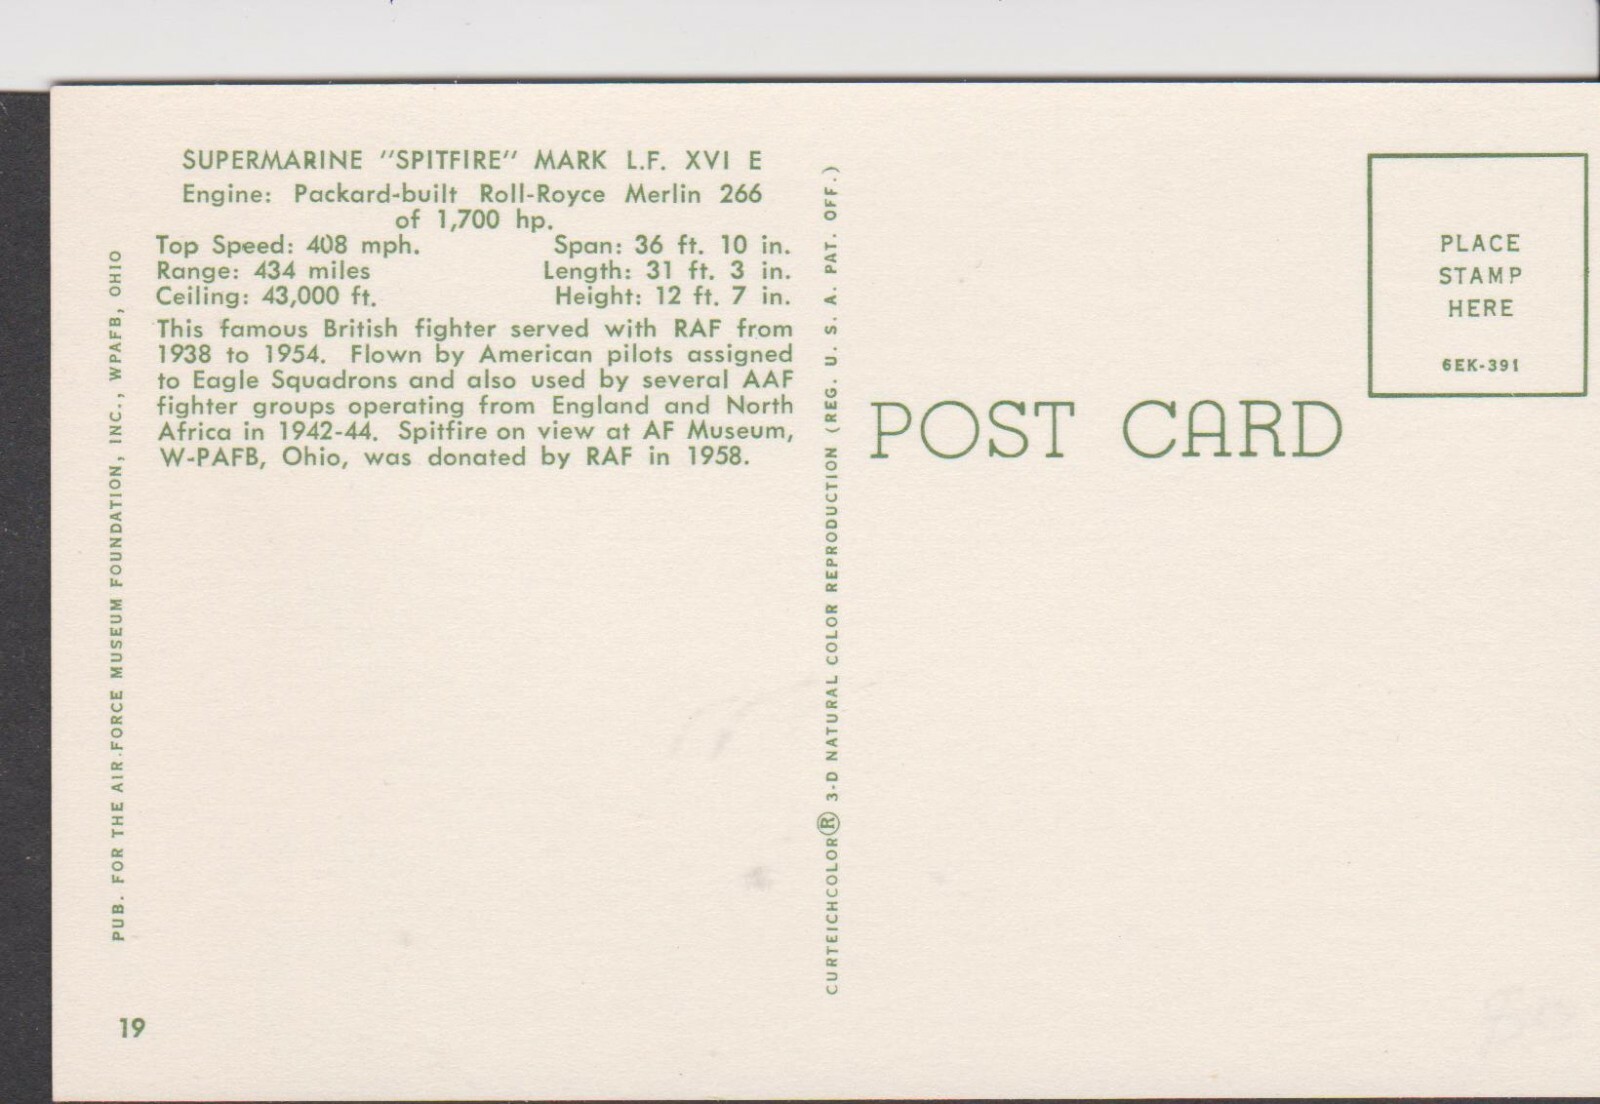 SUPERMARINE "SPITFIRE" MARK L.F. XVI E
Engine: Packard-built Roll-Royce Merlin 266
of 1,700 hp.
Top Speed: 408 mph. Span: 36 ft. 10 in.
Range: 434 miles Length: 31 ft. 3 in.
Ceiling: 43,000 ft. Height: 12 ft. 7 in.
This famous British fighter served with RAF from
1938 to 1954. Flown by American pilots assigned
to Eagle Squadrons and also used by several AAF
fighter groups operating from England and North
Africa in 1942-44. Spitfire on view at AF Museum,
W-PAFB, Ohio, was donated by RAF in 1958.
PUB. FOR THE AIR FORCE MUSEUM FOUNDATION, INC., WPAFB, OHIO
19
CURTEICHCOLOR® 3-D NATURAL COLOR REPRODUCTION (REG. U. S. A. PAT. OFF.)
POST CARD
PLACE
STAMP
HERE
6EK-391